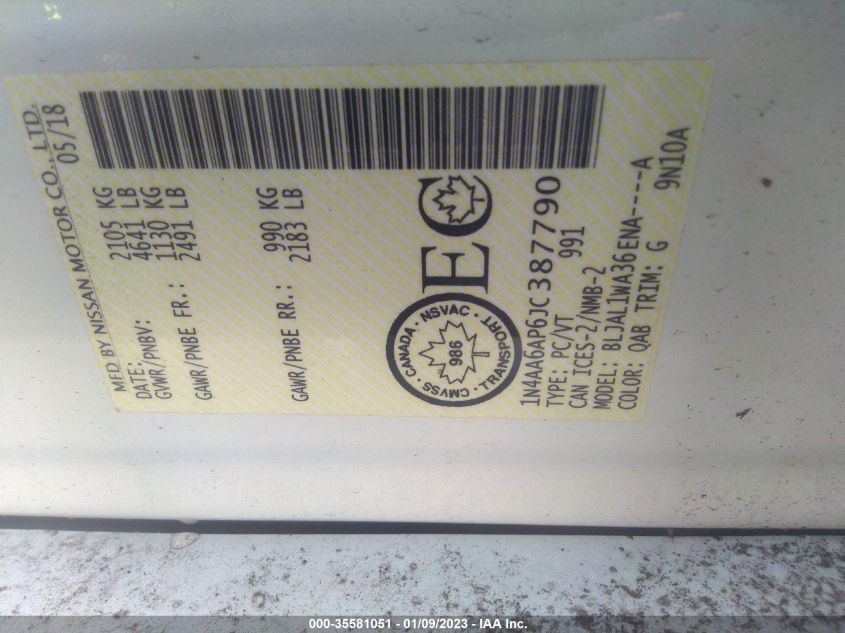 MFD BY NISSAN MOTOR CO., LTD.
DATE: 05/18
GVWR/PNBV: 2105 KG
4641 LB
GAWR/PNBE FR.: 1130 KG
2491 LB
GAWR/PNBE RR.: 990 KG
2183 LB
CANADA · NSVAC · TRANSPORT · CMVSS ·
986
T
EC
T
1N4AA6AP6JC387790
TYPE: PC/VT 991
CAN ICES-2/NMB-2
MODEL: BLJAL1WA36ENA----A
COLOR: QAB TRIM: G 9N10A
000-35581051 - 01/09/2023 - IAA Inc.